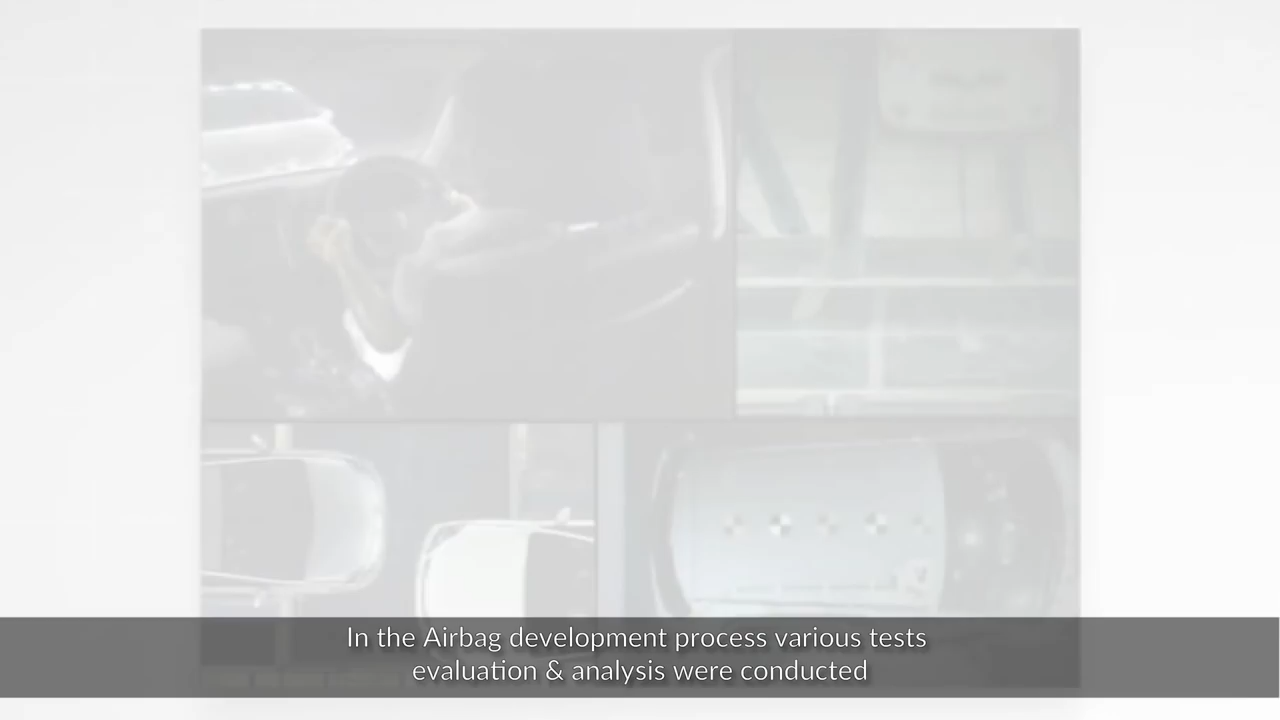 In the Airbag development process various tests
evaluation & analysis were conducted